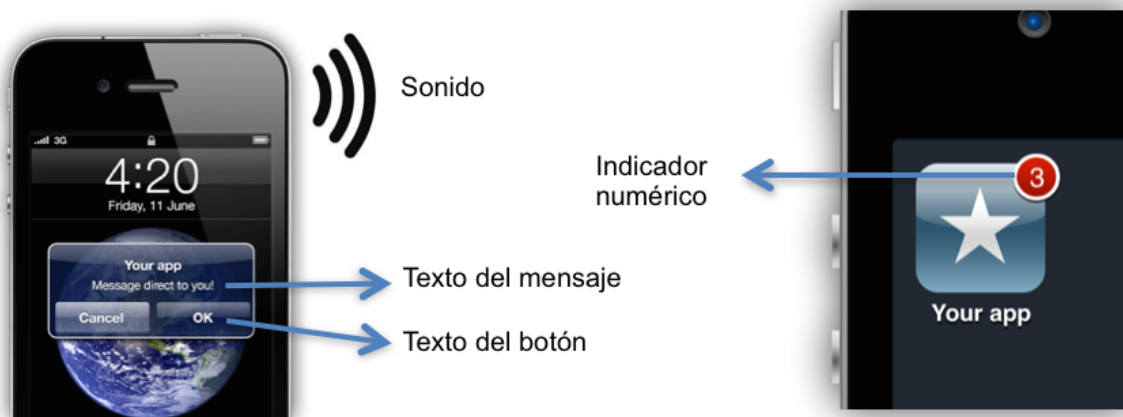 Sonido
3G
4:20
Friday, 11 June
Your app
Message direct to you!
Cancel
OK
Texto del mensaje
Texto del botón
Indicador
numérico
3
Your app